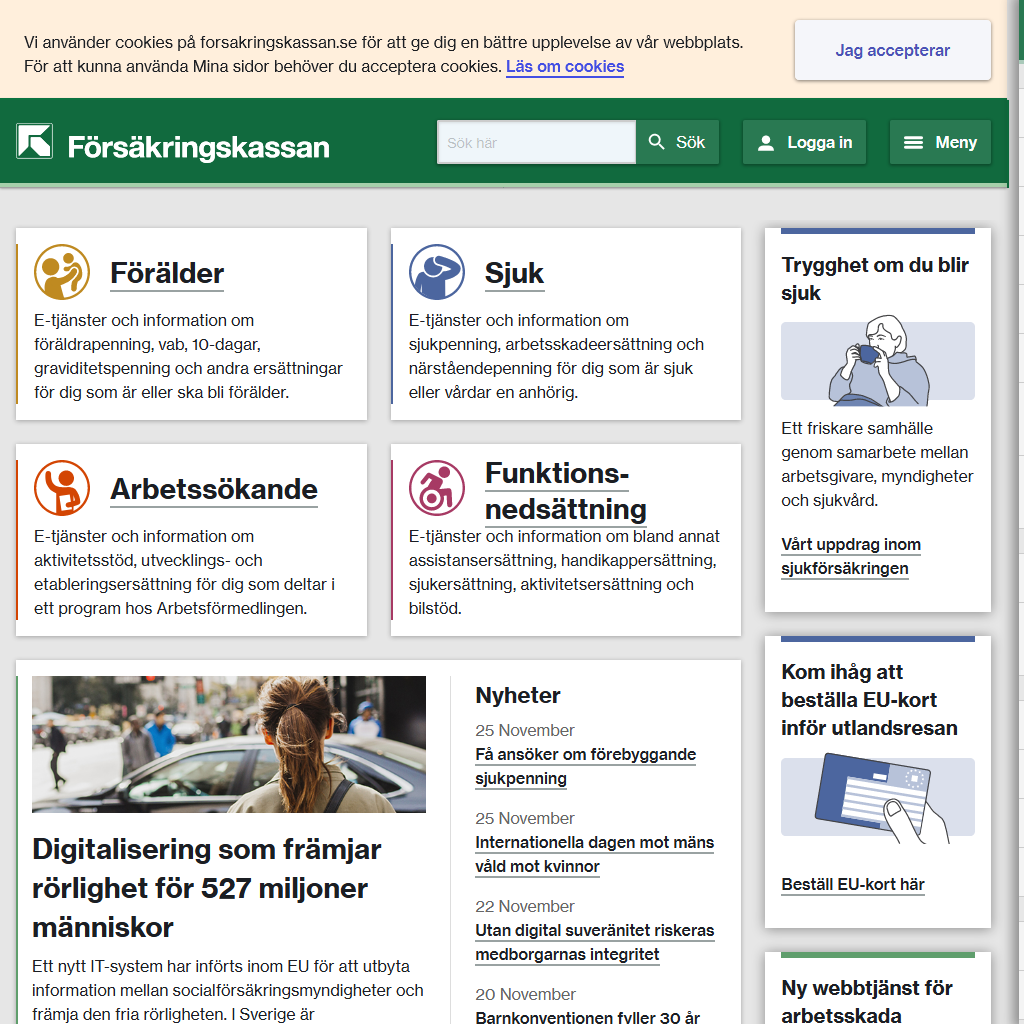 Vi använder cookies på forsakringskassan.se för att ge dig en bättre upplevelse av vår webbplats.
För att kunna använda Mina sidor behöver du acceptera cookies. Läs om cookies
Jag accepterar
Försäkringskassan
Sök här
Sök
Logga in
Meny
Förälder
E-tjänster och information om
föräldrapenning, vab, 10-dagar,
graviditetspenning och andra ersättningar
för dig som är eller ska bli förälder.
Sjuk
E-tjänster och information om
sjukpenning, arbetsskadeersättning och
närståendepenning för dig som är sjuk
eller vårdar en anhörig.
Arbetssökande
E-tjänster och information om
aktivitetsstöd, utvecklings- och
etableringsersättning för dig som deltar i
ett program hos Arbetsförmedlingen.
Funktions-
nedsättning
E-tjänster och information om bland annat
assistansersättning, handikappersättning,
sjukersättning, aktivitetsersättning och
bilstöd.
Digitalisering som främjar
rörlighet för 527 miljoner
människor
Ett nytt IT-system har införts inom EU för att utbyta
information mellan socialförsäkringsmyndigheter och
främja den fria rörligheten. I Sverige är
Nyheter
25 November
Få ansöker om förebyggande
sjukpenning
25 November
Internationella dagen mot mäns
våld mot kvinnor
22 November
Utan digital suveränitet riskeras
medborgarnas integritet
20 November
Barnkonventionen fyller 30 år
Trygghet om du blir
sjuk
Ett friskare samhälle
genom samarbete mellan
arbetsgivare, myndigheter
och sjukvård.
Vårt uppdrag inom
sjukförsäkringen
Kom ihåg att
beställa EU-kort
inför utlandsresan
Beställ EU-kort här
Ny webbtjänst för
arbetsskada